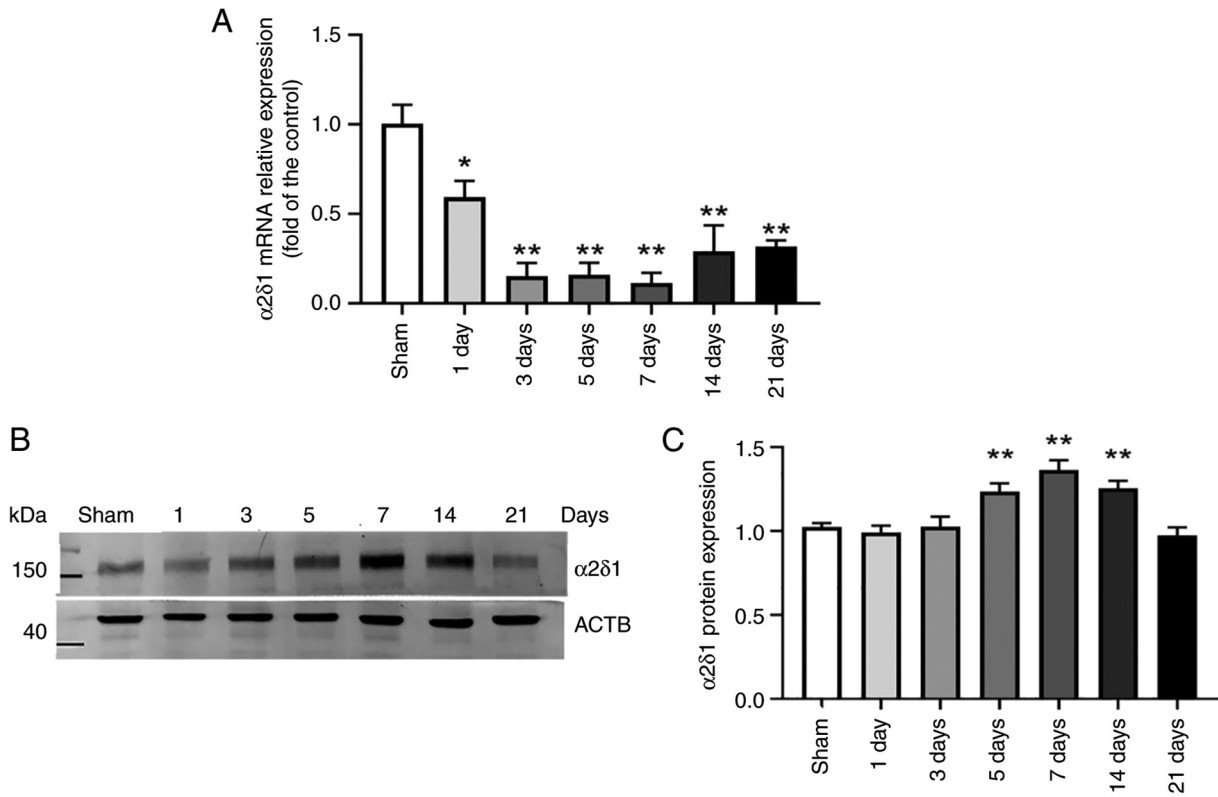 A
α2δ1 mRNA relative expression
(fold of the control)
1.5
1.0
0.5
0.0
*
**
**
**
**
**
Sham
1 day
3 days
5 days
7 days
14 days
21 days
B
kDa Sham 1 3 5 7 14 21 Days
150 α2δ1
40 ACTB
C
α2δ1 protein expression
1.5
1.0
0.5
0.0
**
**
**
Sham
1 day
3 days
5 days
7 days
14 days
21 days